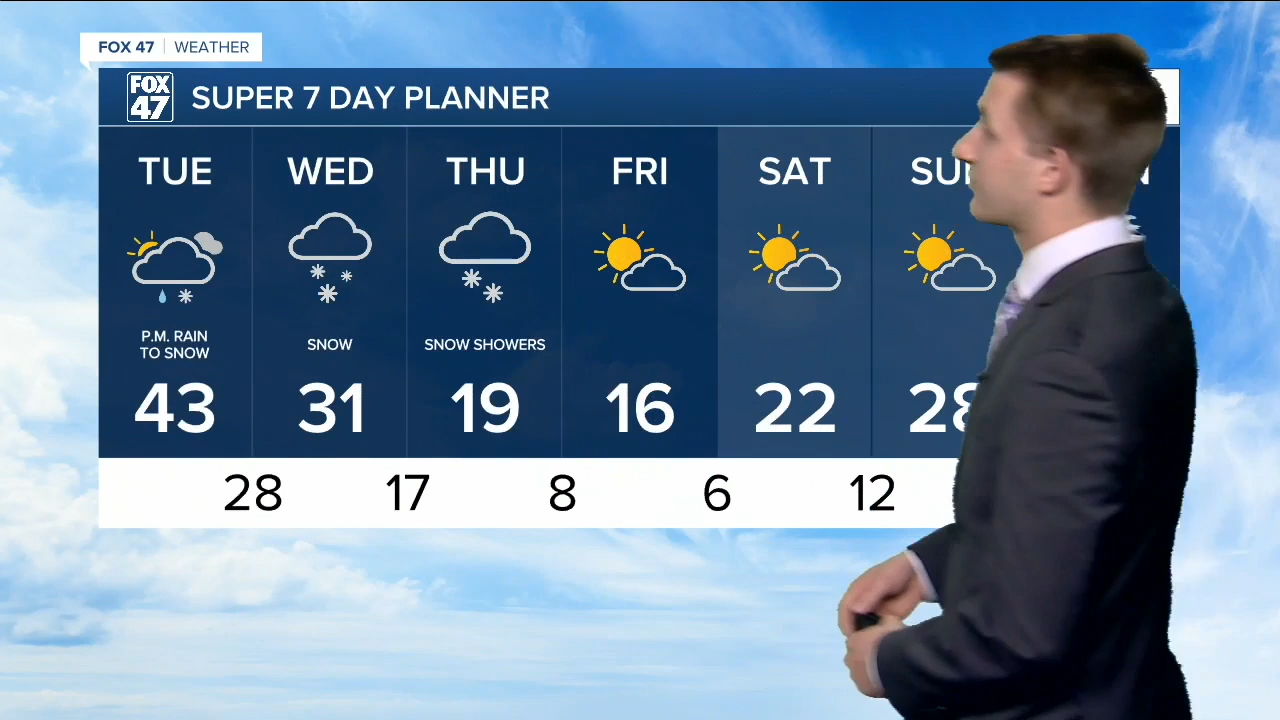 FOX 47 | WEATHER
FOX 47
SUPER 7 DAY PLANNER
TUE WED THU FRI SAT
P.M. RAIN TO SNOW
SNOW
SNOW SHOWERS
43 31 19 16 22 28
28 17 8 6 12